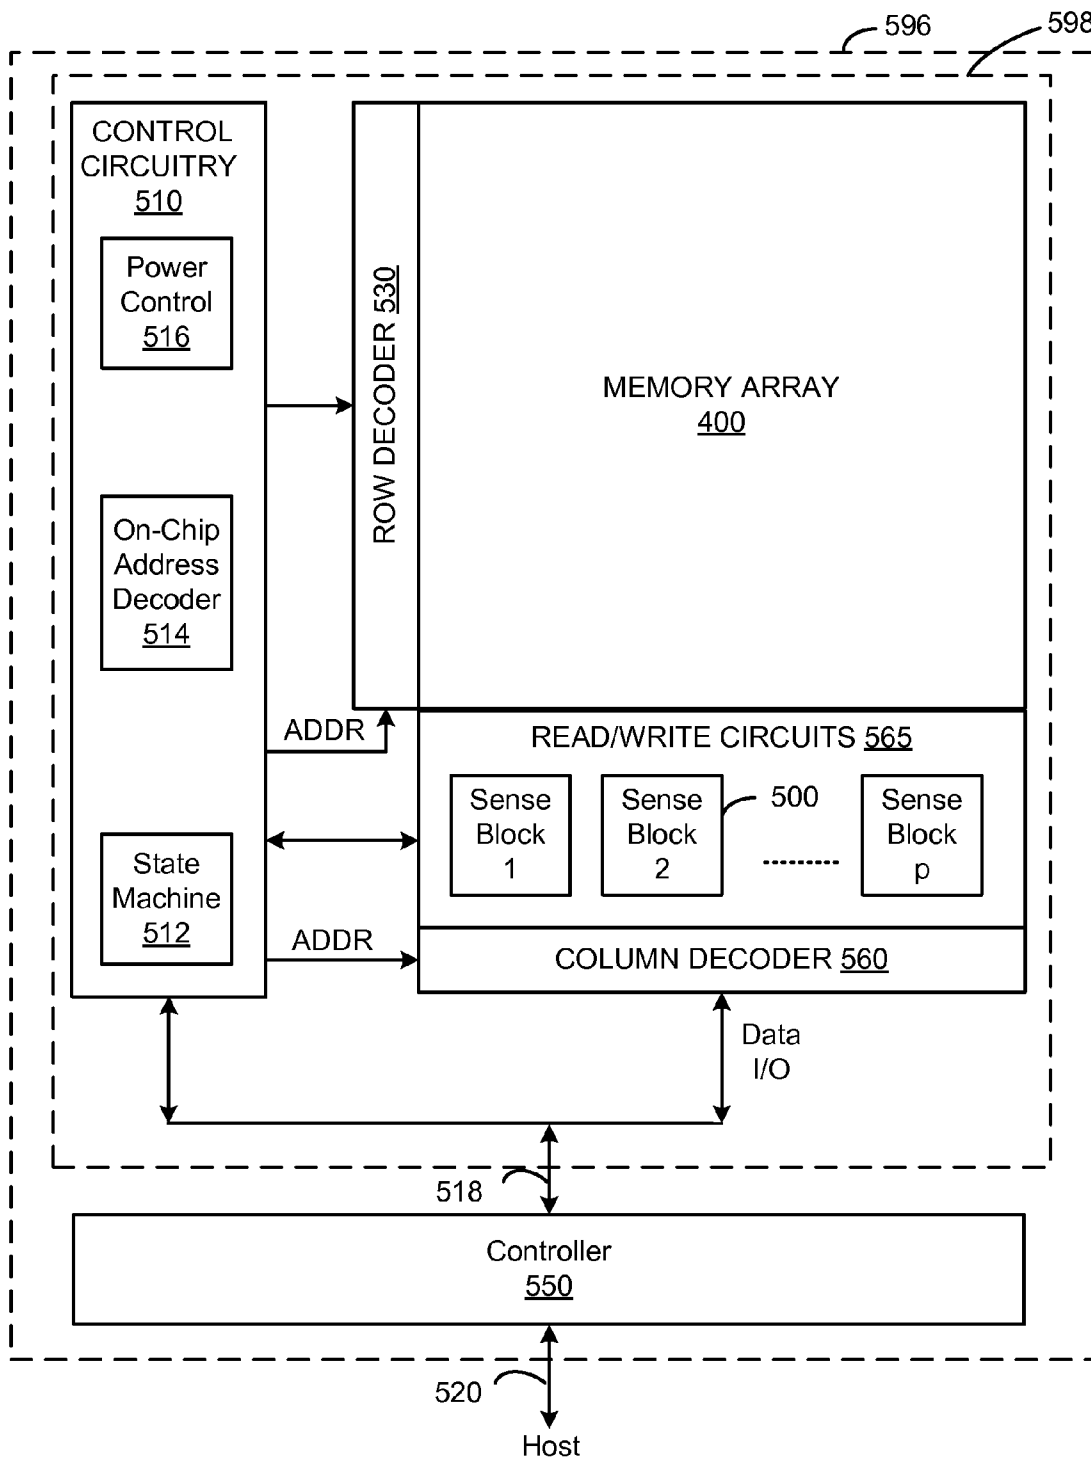 596
598
CONTROL
CIRCUITRY
510
Power
Control
516
On-Chip
Address
Decoder
514
State
Machine
512
ROW DECODER 530
MEMORY ARRAY
400
ADDR
READ/WRITE CIRCUITS 565
Sense
Block
1
Sense
Block
2
500
..........
Sense
Block
p
ADDR
COLUMN DECODER 560
Data
I/O
518
Controller
550
520
Host